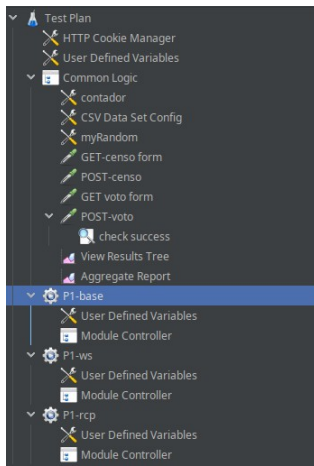 Test Plan
HTTP Cookie Manager
User Defined Variables
Common Logic
contador
CSV Data Set Config
myRandom
GET-censo form
POST-censo
GET voto form
POST-voto
check success
View Results Tree
Aggregate Report
P1-base
User Defined Variables
Module Controller
P1-ws
User Defined Variables
Module Controller
P1-rcp
User Defined Variables
Module Controller